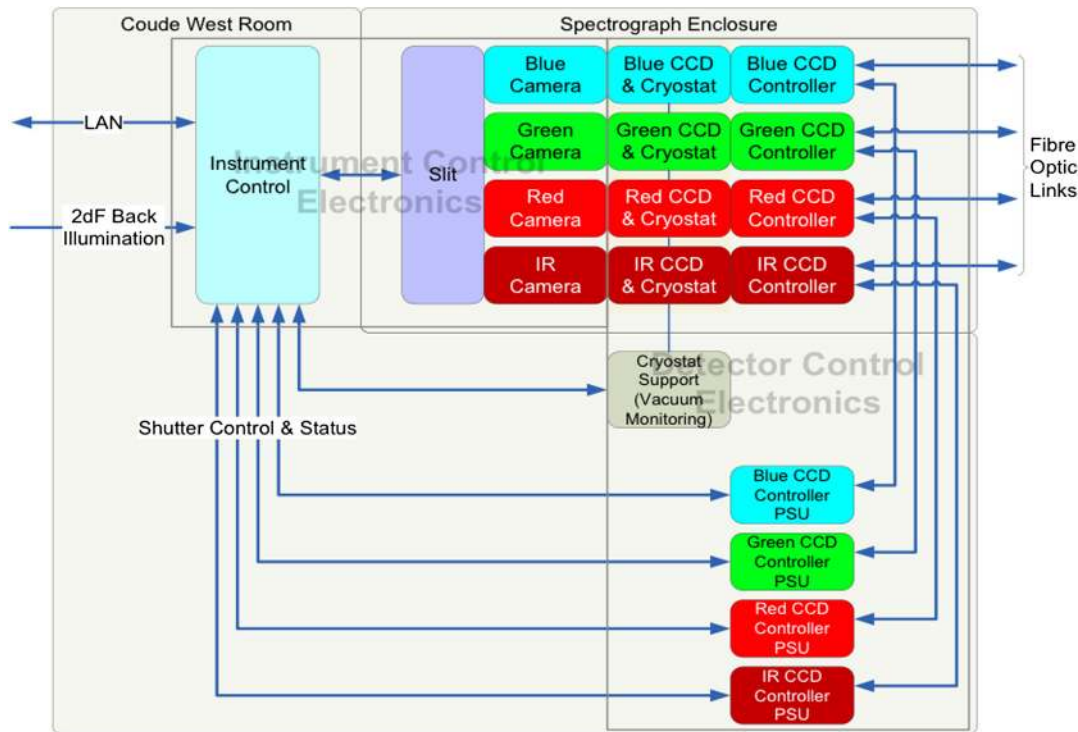 Coude West Room
Spectrograph Enclosure
LAN
2dF Back
Illumination
Instrument
Control
Instrument Control
Electronics
Slit
Blue
Camera
Blue CCD
& Cryostat
Blue CCD
Controller
Green
Camera
Green CCD
& Cryostat
Green CCD
Controller
Red
Camera
Red CCD
& Cryostat
Red CCD
Controller
IR
Camera
IR CCD
& Cryostat
IR CCD
Controller
Fibre
Optic
Links
Detector Control
Electronics
Cryostat
Support
(Vacuum
Monitoring)
Shutter Control & Status
Blue CCD
Controller
PSU
Green CCD
Controller
PSU
Red CCD
Controller
PSU
IR CCD
Controller
PSU